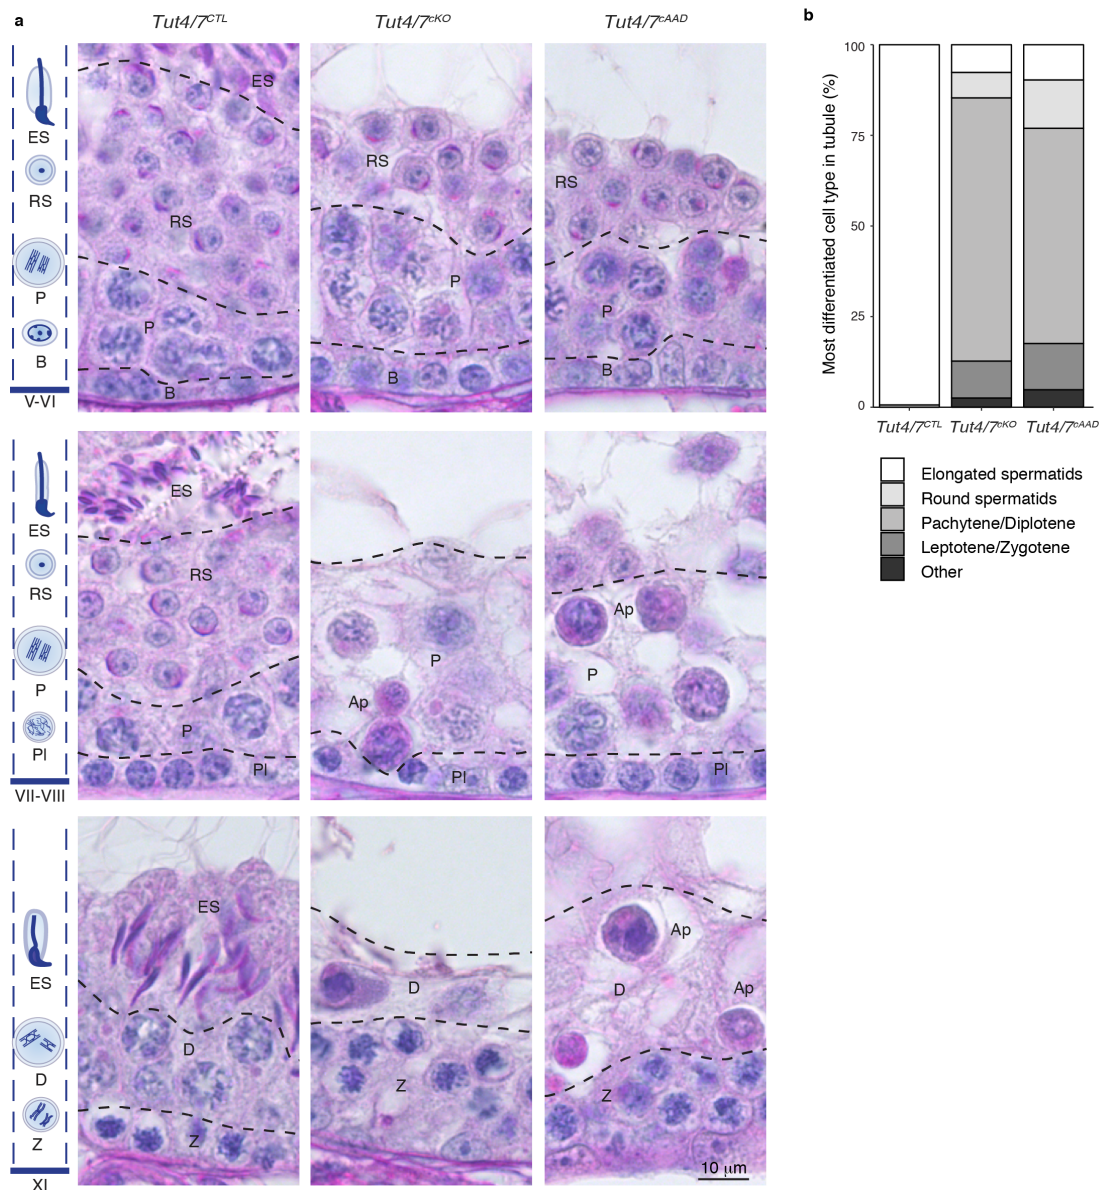 a
Tut4/7CTL
Tut4/7cKO
Tut4/7cAAD
ES
RS
P
B
V-VI
ES
RS
P
B
RS
P
B
RS
P
B
ES
RS
P
Pl
VII-VIII
ES
RS
P
Pl
P
Ap
Pl
Ap
P
Pl
ES
D
Z
XI
ES
D
Z
D
Z
Ap
D
Ap
Z
10 μm
b
Most differentiated cell type in tubule (%)
100
75
50
25
0
Tut4/7CTL
Tut4/7cKO
Tut4/7cAAD
Elongated spermatids
Round spermatids
Pachytene/Diplotene
Leptotene/Zygotene
Other